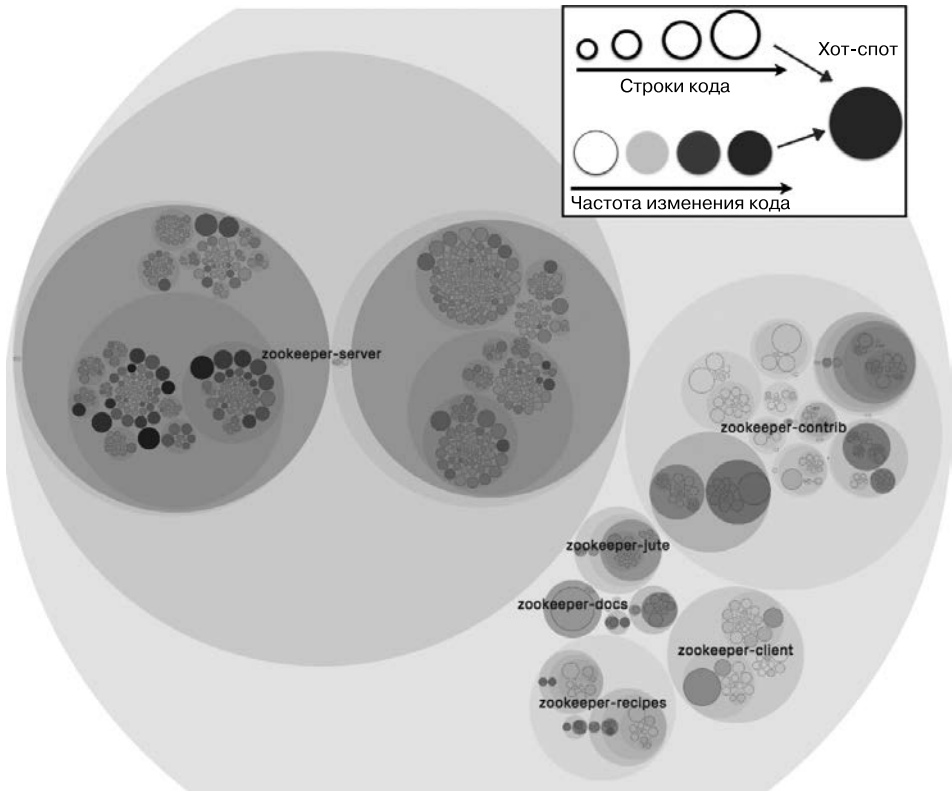 Хот-спот
Строки кода
Частота изменения кода
zookeeper-server
zookeeper-contrib
zookeeper-jute
zookeeper-docs
zookeeper-client
zookeeper-recipes